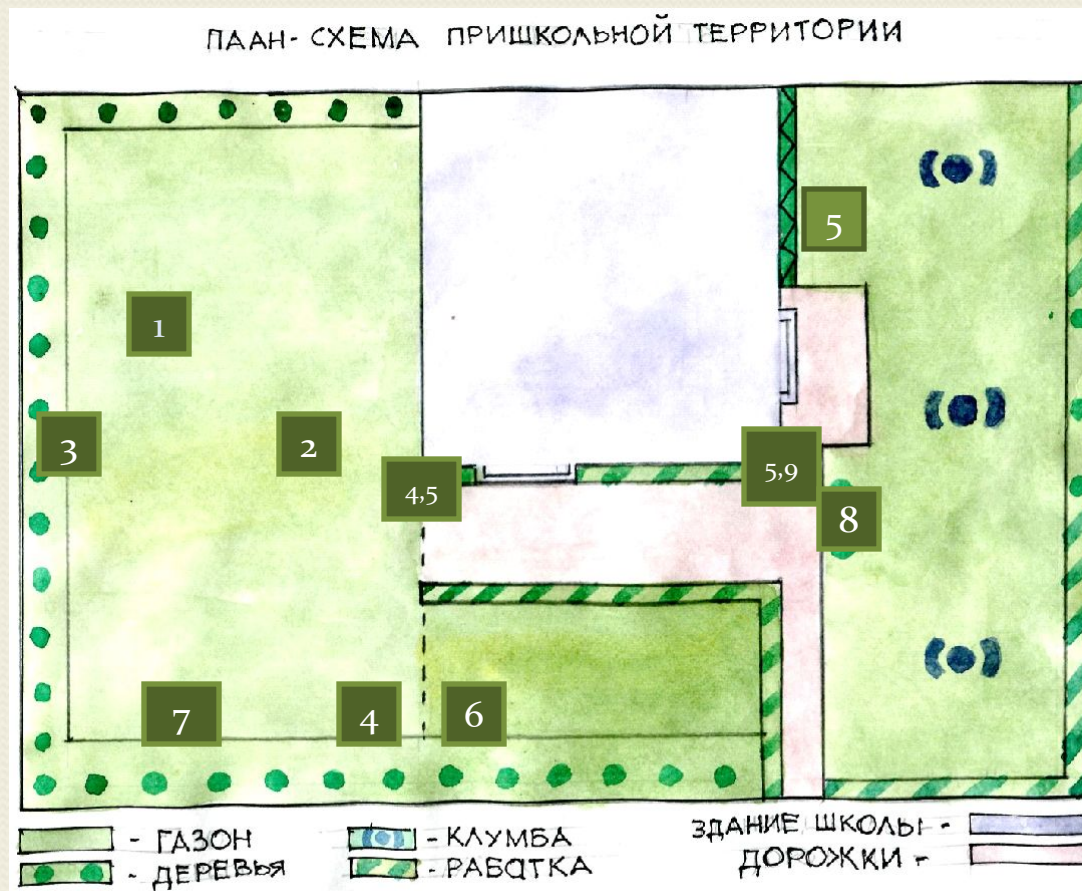 ПЛАН-СХЕМА ПРИШКОЛЬНОЙ ТЕРРИТОРИИ
5
1
3
2
4,5
5,9
8
7
4
6
- ГАЗОН
- КЛУМБА
ЗДАНИЕ ШКОЛЫ -
- ДЕРЕВЬЯ
- РАБАТКА
ДОРОЖКИ -